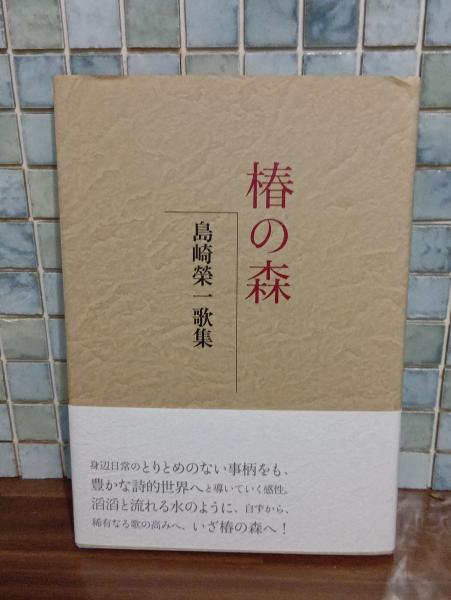 椿の森
島崎榮一歌集
身辺日常のとりとめのない事柄をも、
豊かな詩的世界へと導いていく感性。
滔滔と流れる水のように、自ずから、
稀有なる歌の高みへ、いざ椿の森へ！